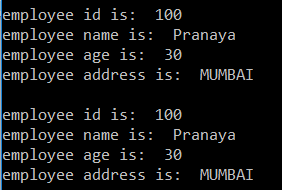 employee id is:  100
employee name is:  Pranaya
employee age is:  30
employee address is:  MUMBAI

employee id is:  100
employee name is:  Pranaya
employee age is:  30
employee address is:  MUMBAI